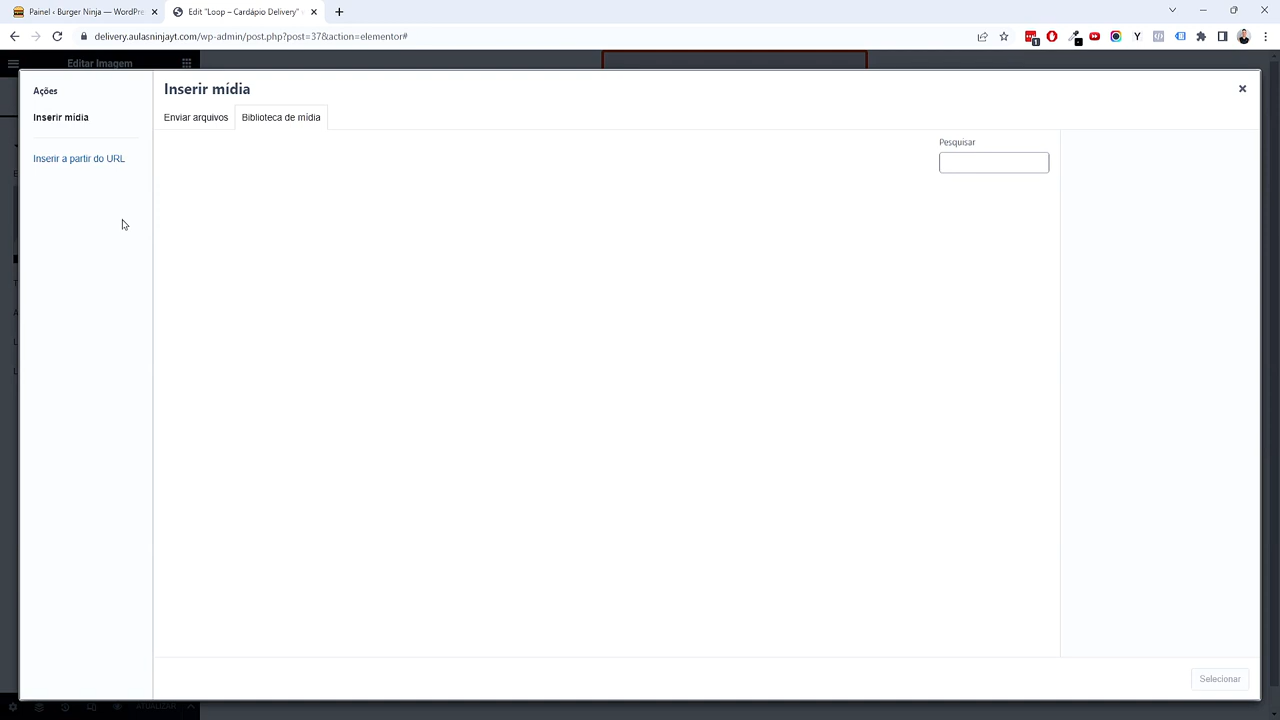 Painel ‹ Burger Ninja — WordPre
Edit "Loop – Cardápio Delivery"
delivery.aulasninjayt.com/wp-admin/post.php?post=37&action=elementor#
Editar Imagem
Ações
Inserir mídia
Inserir a partir do URL
Inserir mídia
Enviar arquivos
Biblioteca de mídia
Pesquisar
Selecionar
ATUALIZAR